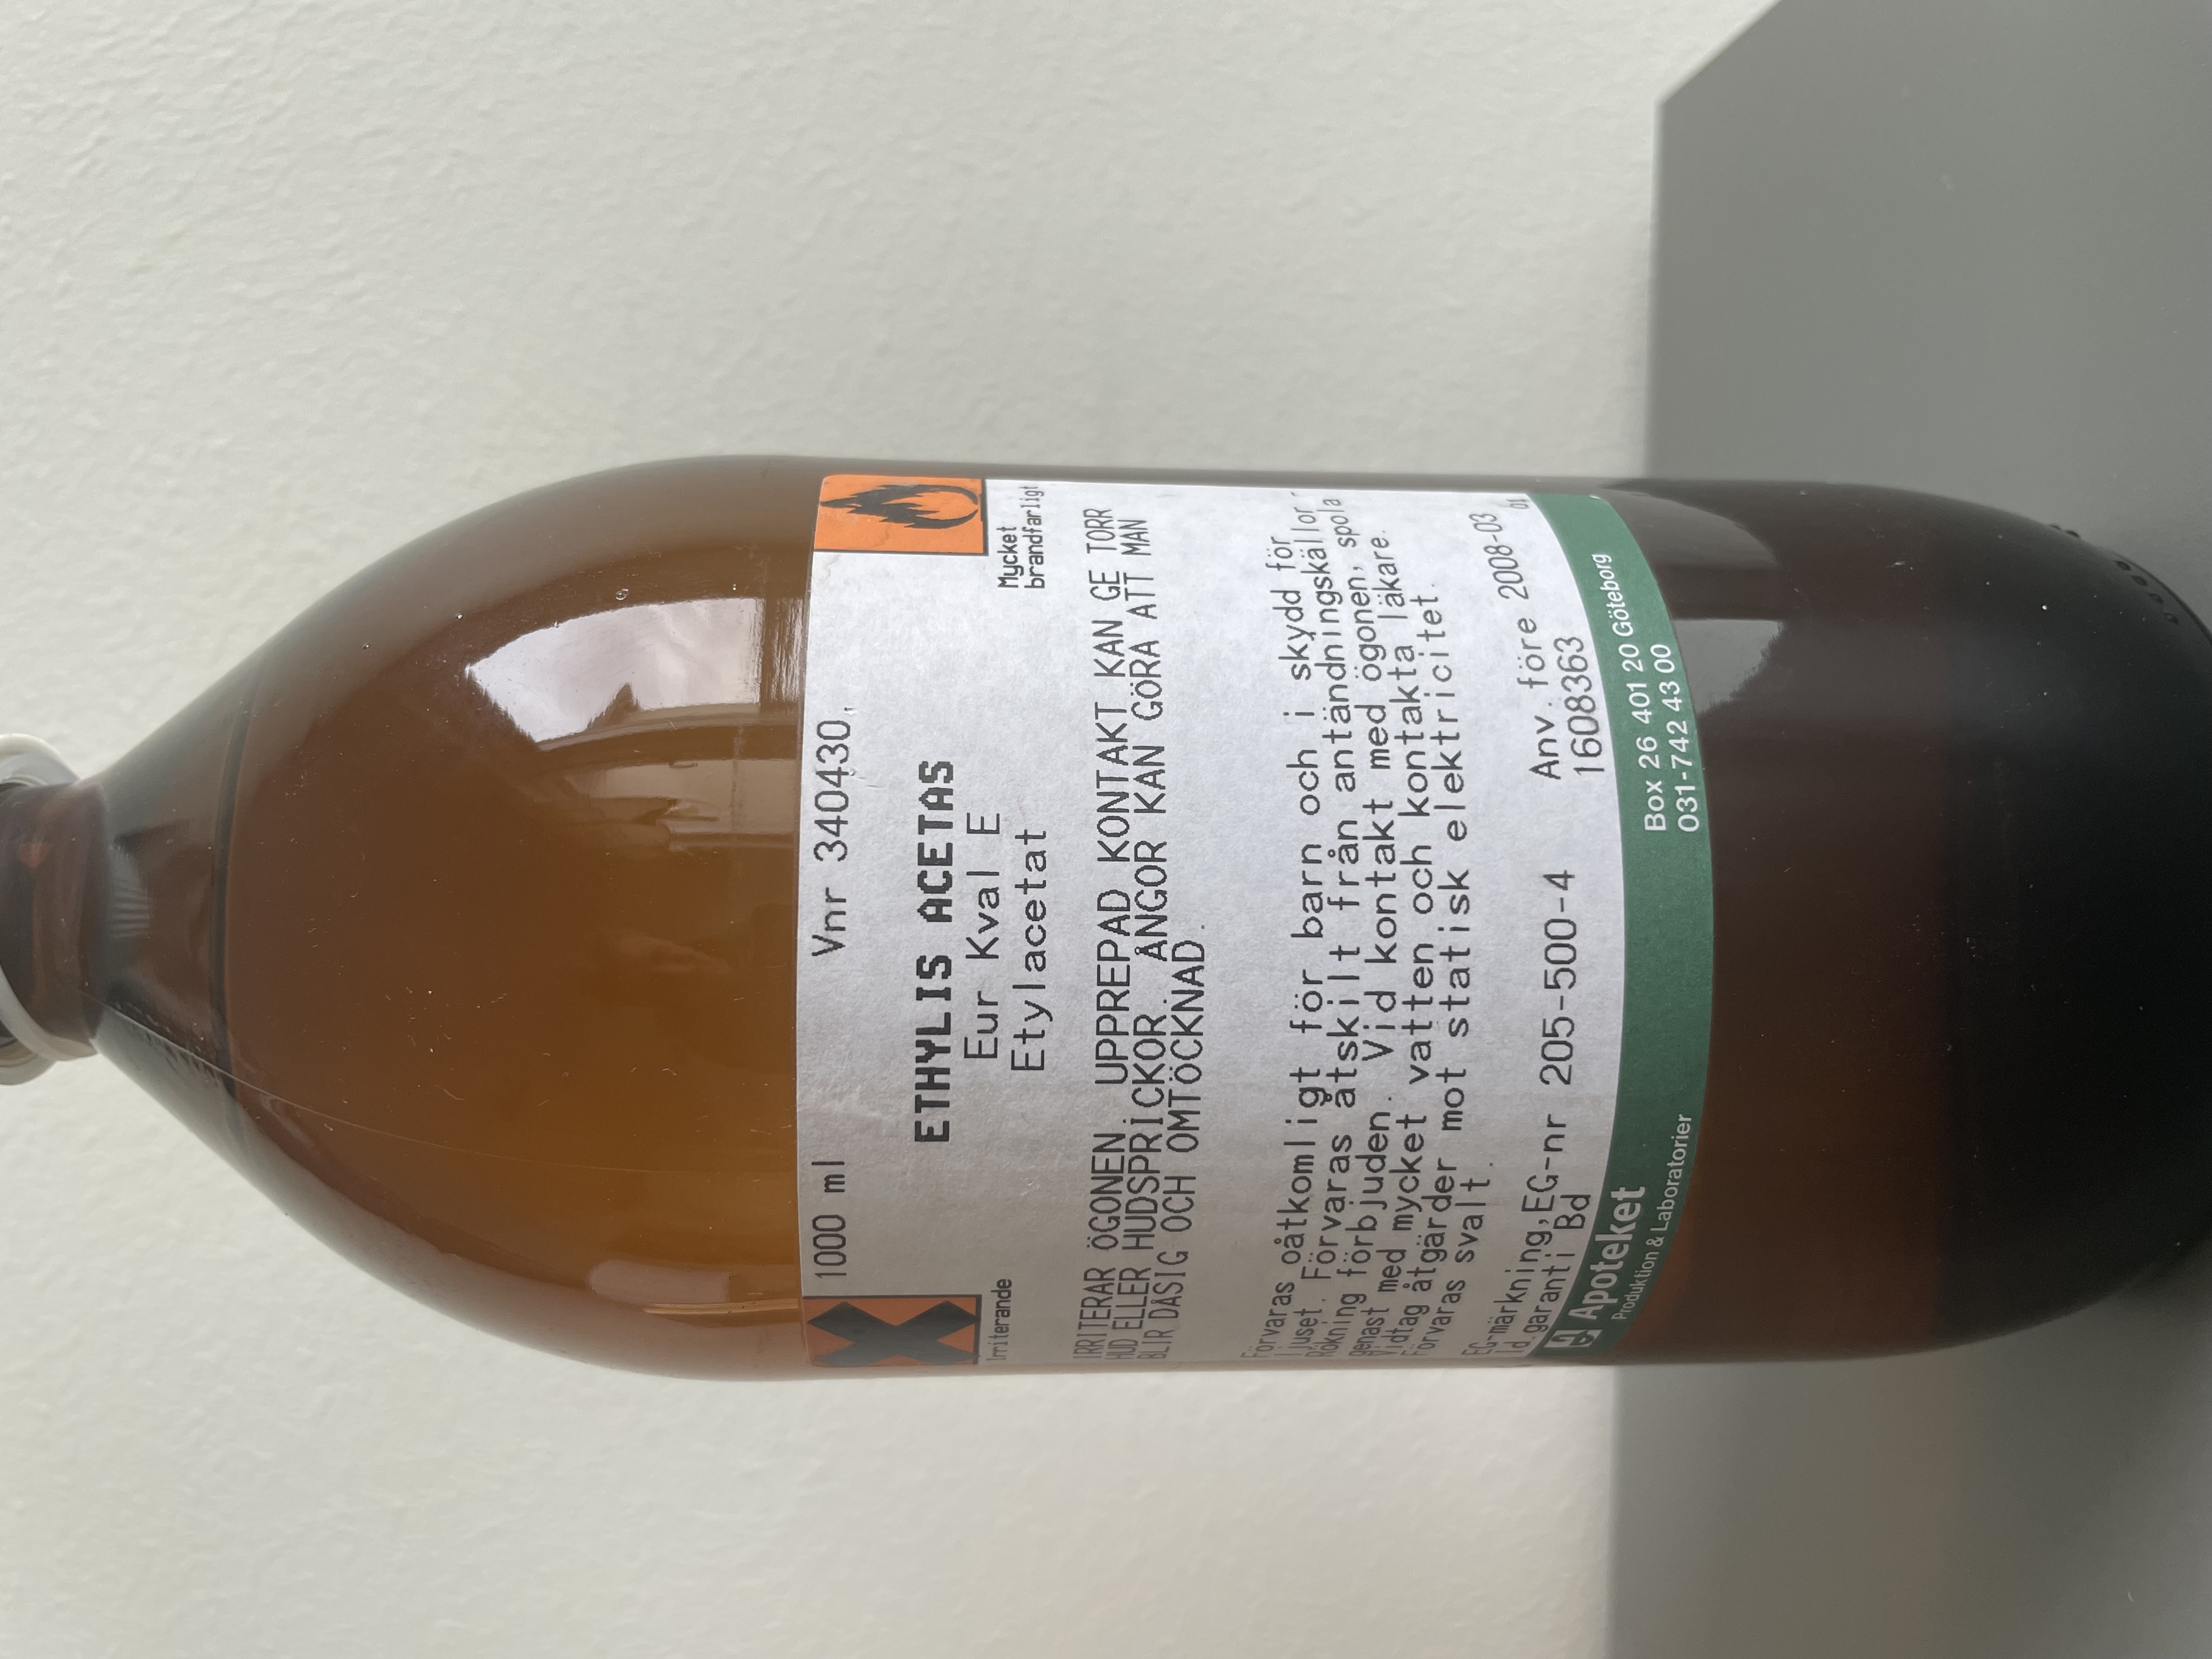 1000 ml Vnr 340430
Irriterande
Mycket
brandfarligt
ETHYLIS ACETAS
Eur Kval E
Etylacetat
IRRITERAR ÖGONEN. UPPREPAD KONTAKT KAN GE TORR
HUD ELLER HUDSPRICKOR. ÅNGOR KAN GÖRA ATT MAN
BLIR DÅSIG OCH OMTÖCKNAD.
Förvaras oåtkomligt för barn och i skydd för
ljuset. Förvaras åtskilt från antändningskällor-
Rökning förbjuden. Vid kontakt med ögonen, spola
genast med mycket vatten och kontakta läkare.
Vidtag åtgärder mot statisk elektricitet.
Förvaras svalt.
EG-märkning,EG-nr 205-500-4 Anv. före 2008-03
Id.garanti Bd 1608363 01
Apoteket Box 26 401 20 Göteborg
Produktion & Laboratorier 031-742 43 00